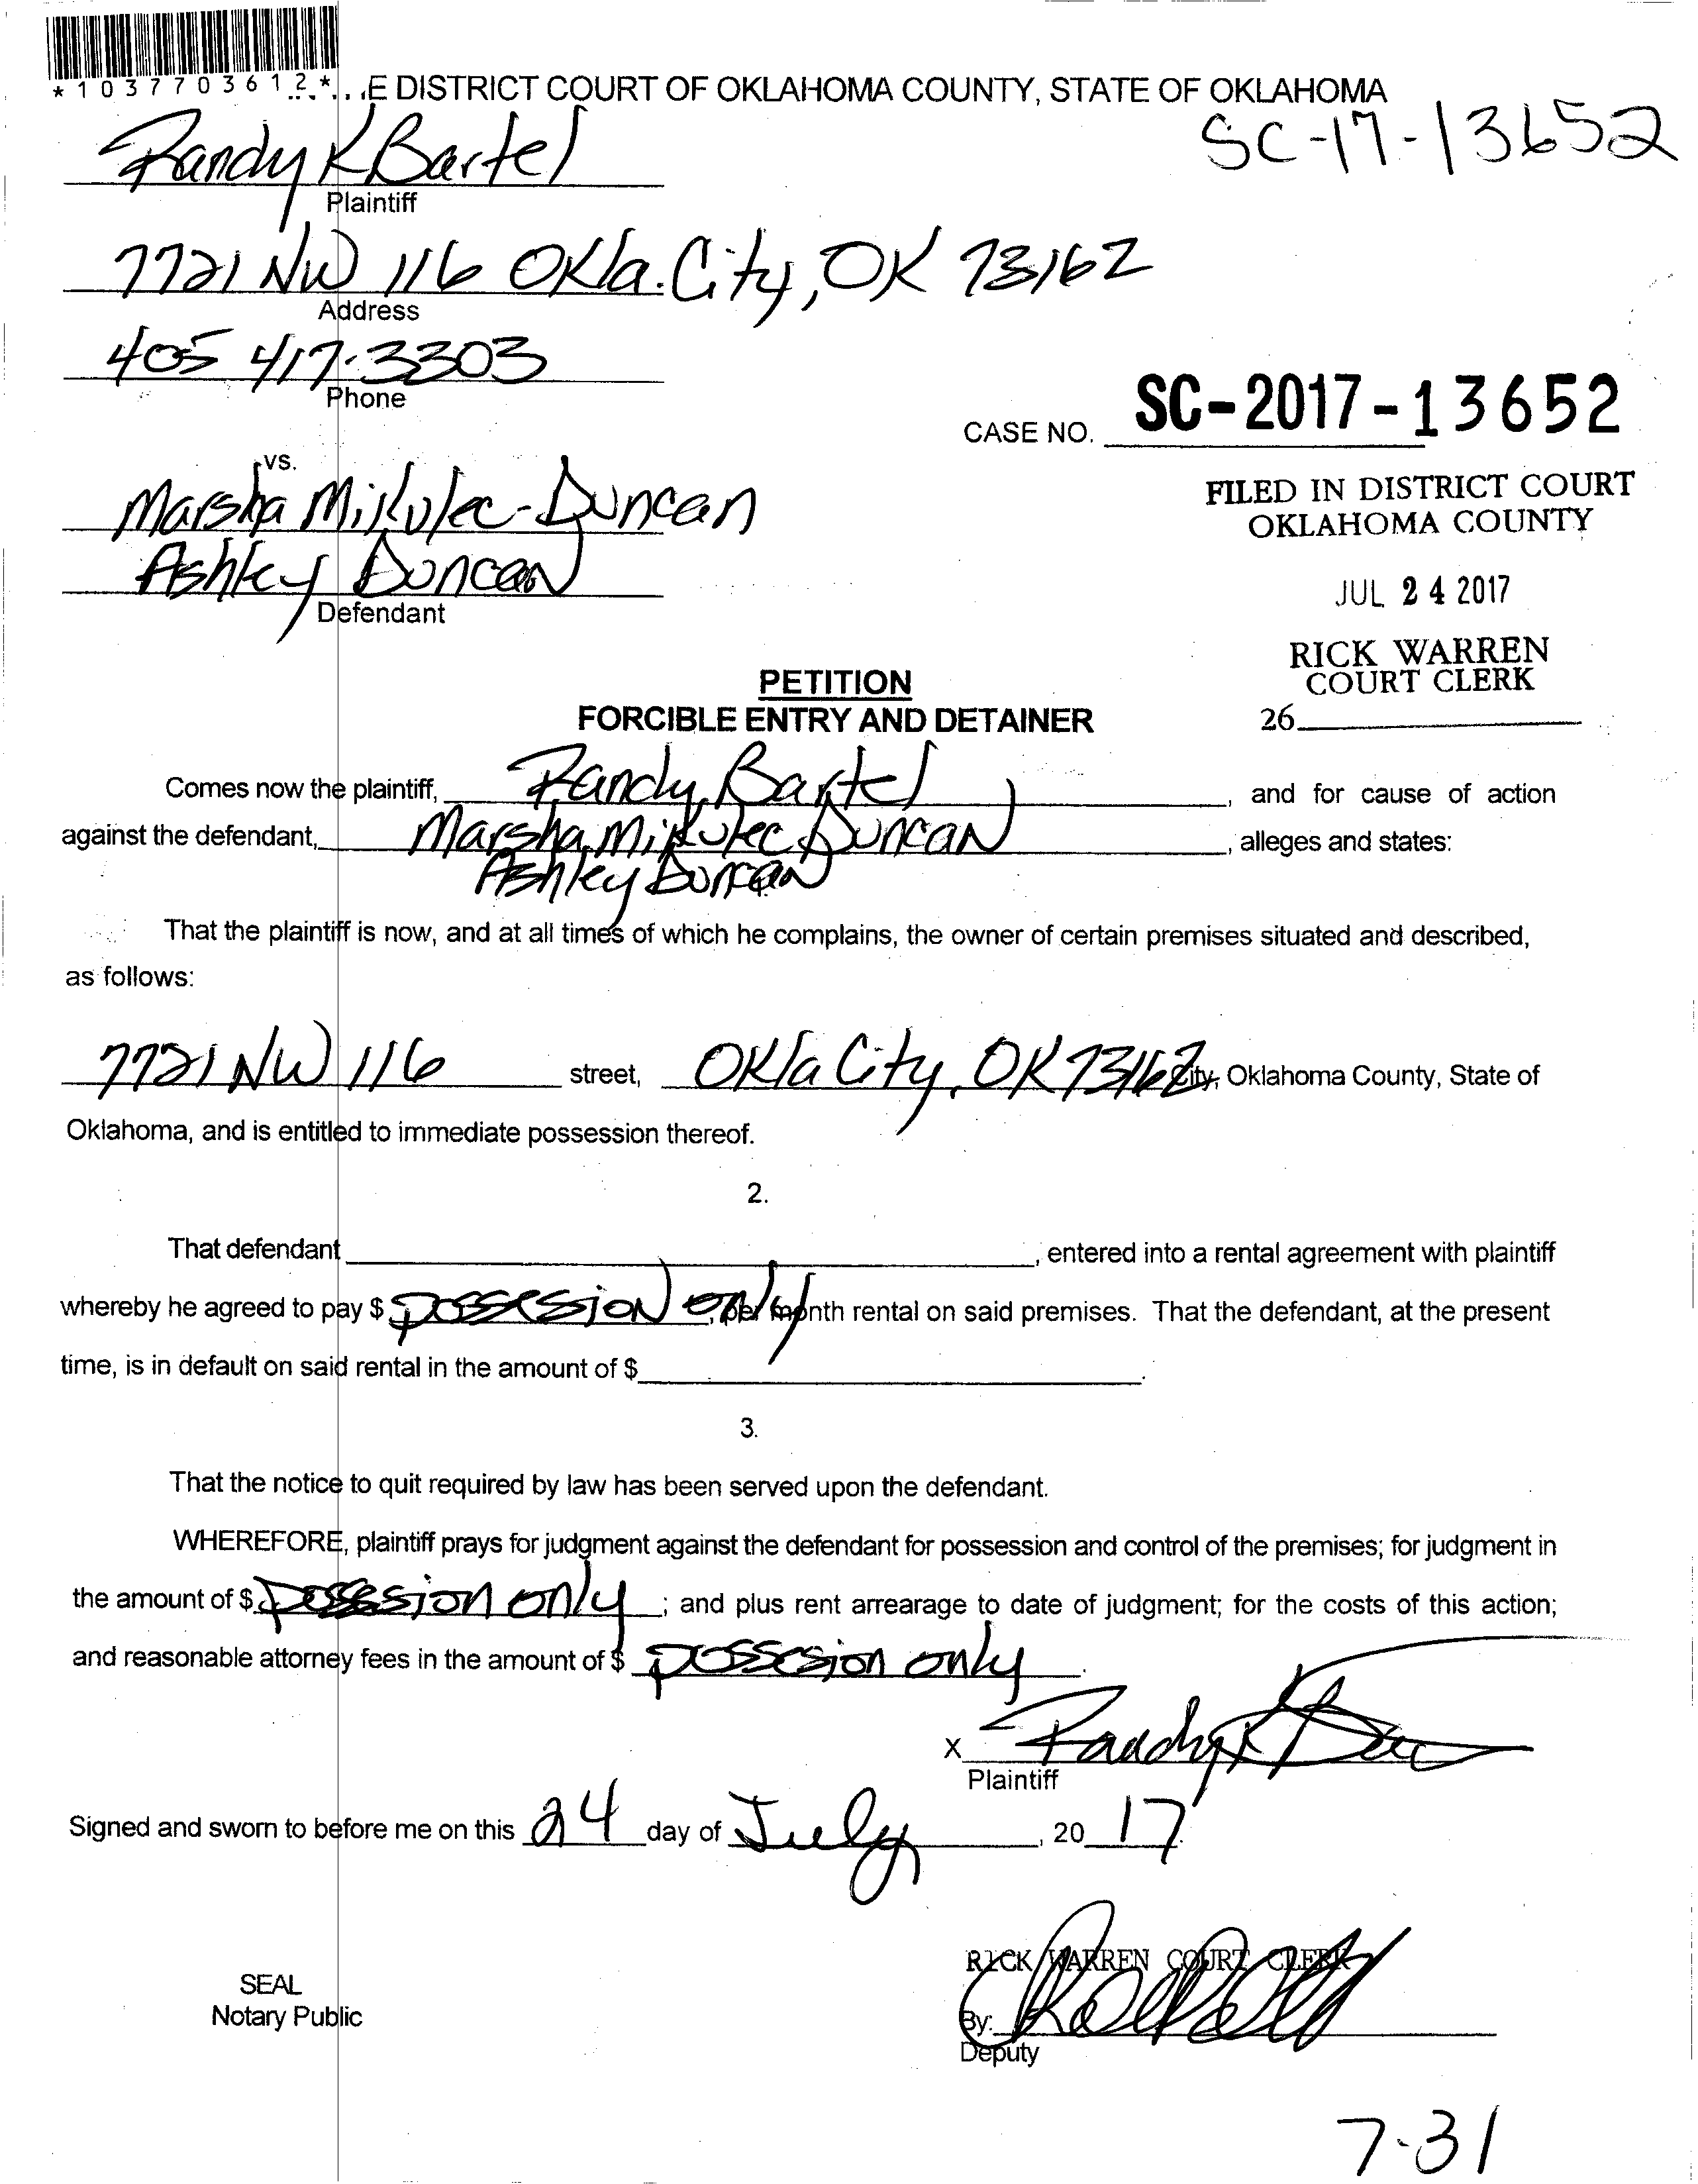 *1037703612*
E DISTRICT COURT OF OKLAHOMA COUNTY, STATE OF OKLAHOMA
SC-17-13652
Randy K Bartel
Plaintiff
7721 NW 116 Okla. City, OK 73162
Address
405 417-3303
Phone
CASE NO. SC-2017-13652
vs.
Marsha Mikulec-Duncan
Ashley Duncan
Defendant
FILED IN DISTRICT COURT
OKLAHOMA COUNTY
JUL 24 2017
RICK WARREN
COURT CLERK
26
PETITION
FORCIBLE ENTRY AND DETAINER
Comes now the plaintiff, Randy Bartel, and for cause of action
against the defendant, Marsha Mikulec Duncan, alleges and states:
Ashley Duncan
That the plaintiff is now, and at all times of which he complains, the owner of certain premises situated and described,
as follows:
7721 NW 116 street, Okla City, OK 73162 City, Oklahoma County, State of
Oklahoma, and is entitled to immediate possession thereof.
2.
That defendant, entered into a rental agreement with plaintiff
whereby he agreed to pay $ possession only, per month rental on said premises. That the defendant, at the present
time, is in default on said rental in the amount of $.
3.
That the notice to quit required by law has been served upon the defendant.
WHEREFORE, plaintiff prays for judgment against the defendant for possession and control of the premises; for judgment in
the amount of $ possession only; and plus rent arrearage to date of judgment; for the costs of this action;
and reasonable attorney fees in the amount of $ possesion only.
x Randy K
Plaintiff
Signed and sworn to before me on this 24 day of July, 2017.
SEAL
Notary Public
RICK WARREN COURT CLERK
By:
Deputy
7-31